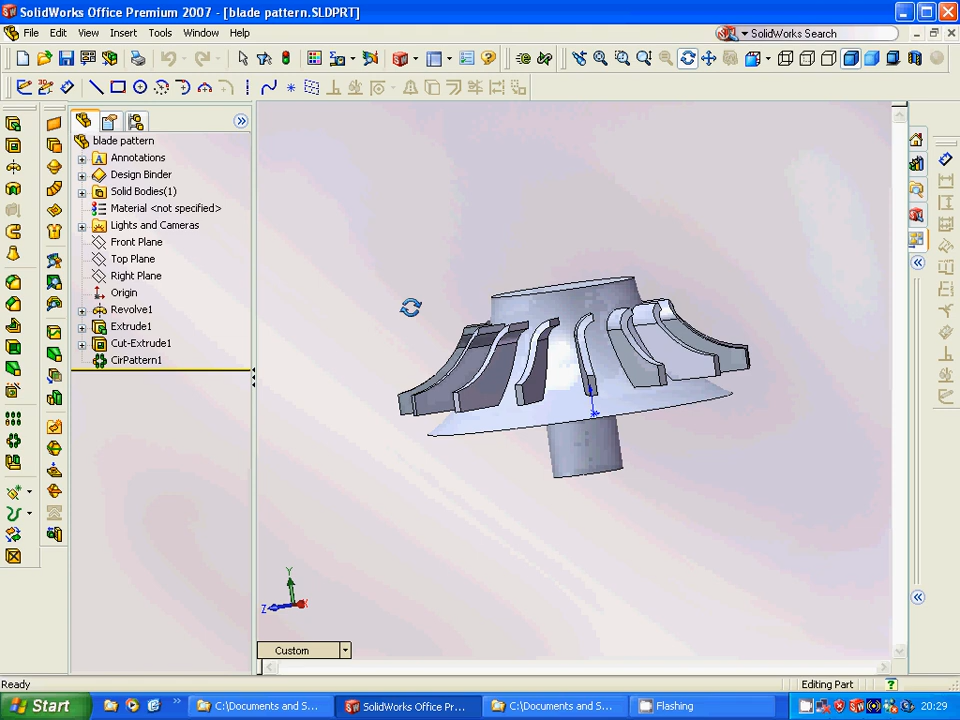 SolidWorks Office Premium 2007 - [blade pattern.SLDPRT]
File Edit View Insert Tools Window Help
SolidWorks Search
blade pattern
Annotations
Design Binder
Solid Bodies(1)
Material <not specified>
Lights and Cameras
Front Plane
Top Plane
Right Plane
Origin
Revolve1
Extrude1
Cut-Extrude1
CirPattern1
Y
Z
X
Custom
Ready
Editing Part
Start
C:\Documents and S...
SolidWorks Office Pr...
C:\Documents and S...
Flashing
20:29